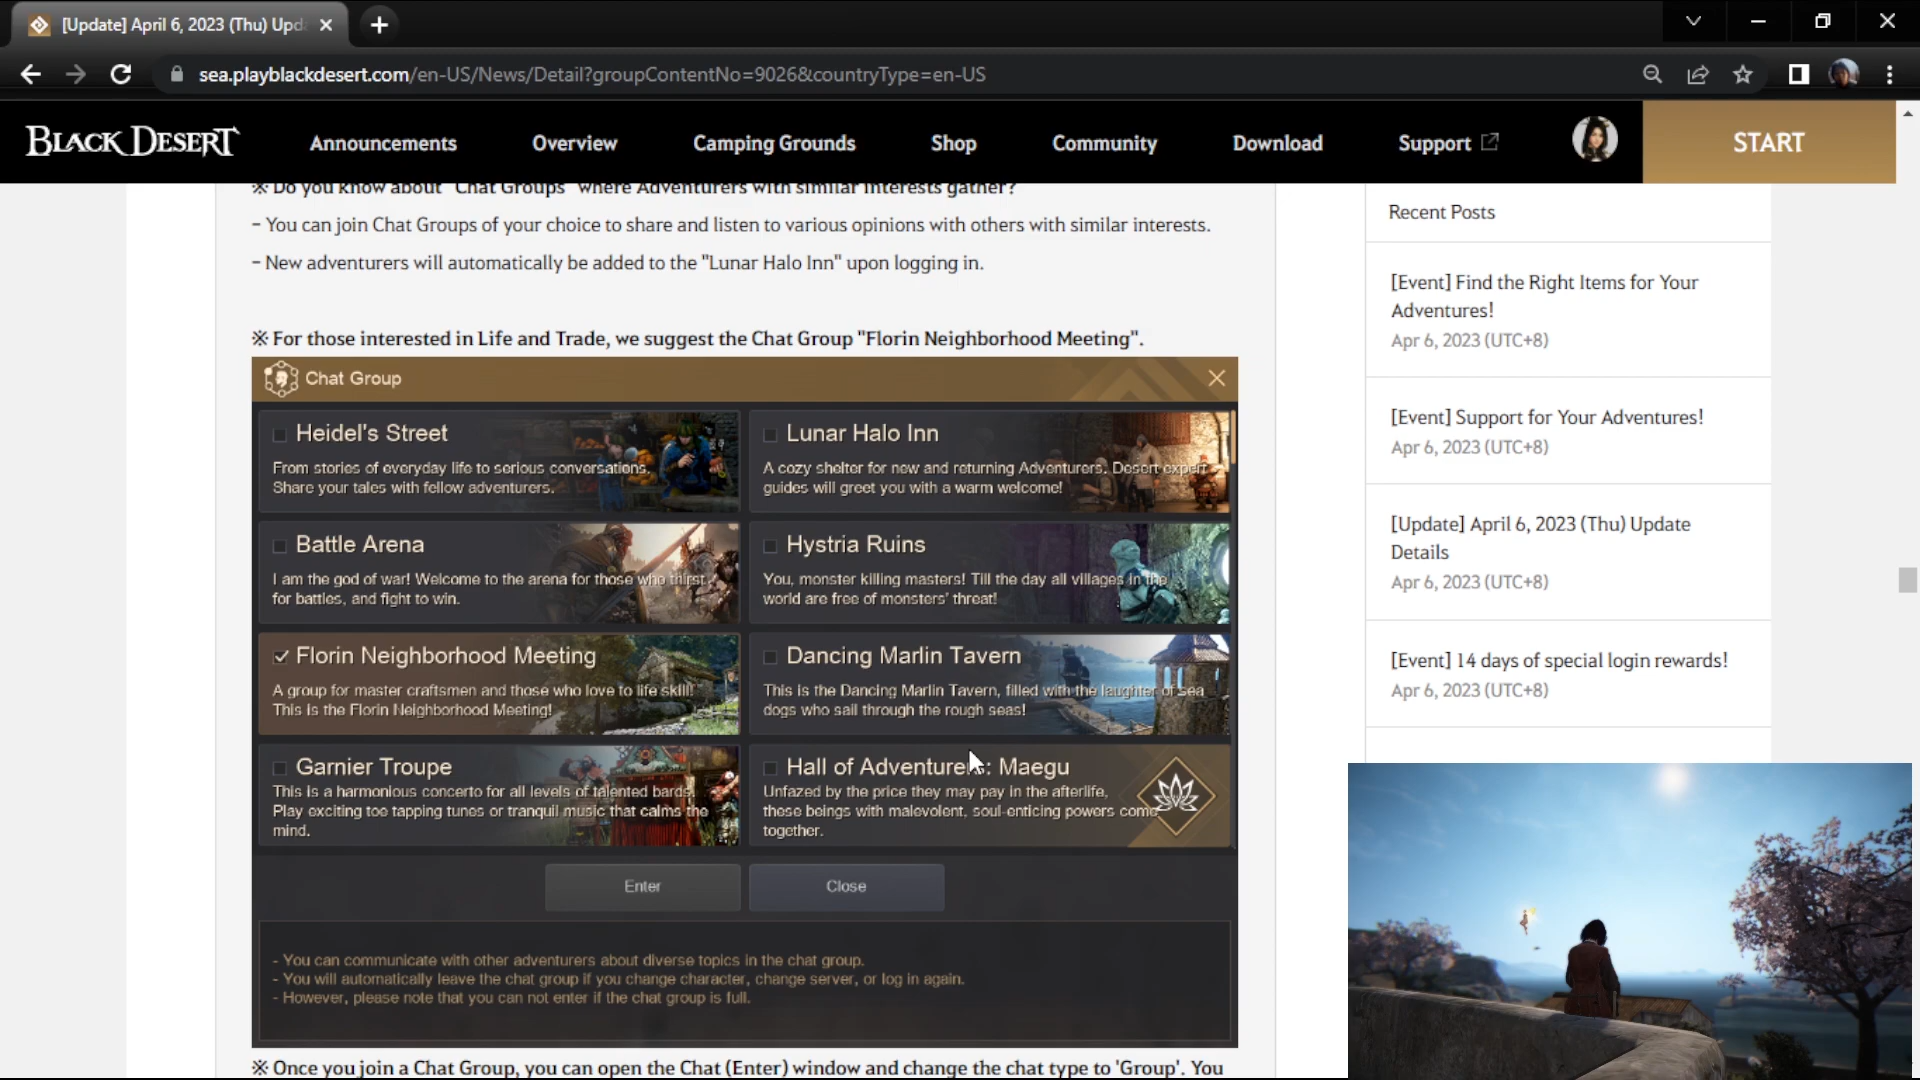 [Update] April 6, 2023 (Thu) Upd
sea.playblackdesert.com/en-US/News/Detail?groupContentNo=9026&countryType=en-US
BLACK DESERT
Announcements
Overview
Camping Grounds
Shop
Community
Download
Support
START
※ Do you know about "Chat Groups" where Adventurers with similar interests gather?
- You can join Chat Groups of your choice to share and listen to various opinions with others with similar interests.
- New adventurers will automatically be added to the "Lunar Halo Inn" upon logging in.
※ For those interested in Life and Trade, we suggest the Chat Group "Florin Neighborhood Meeting".
Chat Group
Heidel's Street
From stories of everyday life to serious conversations.
Share your tales with fellow adventurers.
Lunar Halo Inn
A cozy shelter for new and returning Adventurers. Desert expert
guides will greet you with a warm welcome!
Battle Arena
I am the god of war! Welcome to the arena for those who thirst
for battles, and fight to win.
Hystria Ruins
You, monster killing masters! Till the day all villages in the
world are free of monsters' threat!
Florin Neighborhood Meeting
A group for master craftsmen and those who love to life skill!
This is the Florin Neighborhood Meeting!
Dancing Marlin Tavern
This is the Dancing Marlin Tavern, filled with the laughter of sea
dogs who sail through the rough seas!
Garnier Troupe
This is a harmonious concerto for all levels of talented bards.
Play exciting toe tapping tunes or tranquil music that calms the
mind.
Hall of Adventurers: Maegu
Unfazed by the price they may pay in the afterlife,
these beings with malevolent, soul-enticing powers come
together.
Enter
Close
- You can communicate with other adventurers about diverse topics in the chat group.
- You will automatically leave the chat group if you change character, change server, or log in again.
- However, please note that you can not enter if the chat group is full.
※ Once you join a Chat Group, you can open the Chat (Enter) window and change the chat type to 'Group'. You
Recent Posts
[Event] Find the Right Items for Your
Adventures!
Apr 6, 2023 (UTC+8)
[Event] Support for Your Adventures!
Apr 6, 2023 (UTC+8)
[Update] April 6, 2023 (Thu) Update
Details
Apr 6, 2023 (UTC+8)
[Event] 14 days of special login rewards!
Apr 6, 2023 (UTC+8)